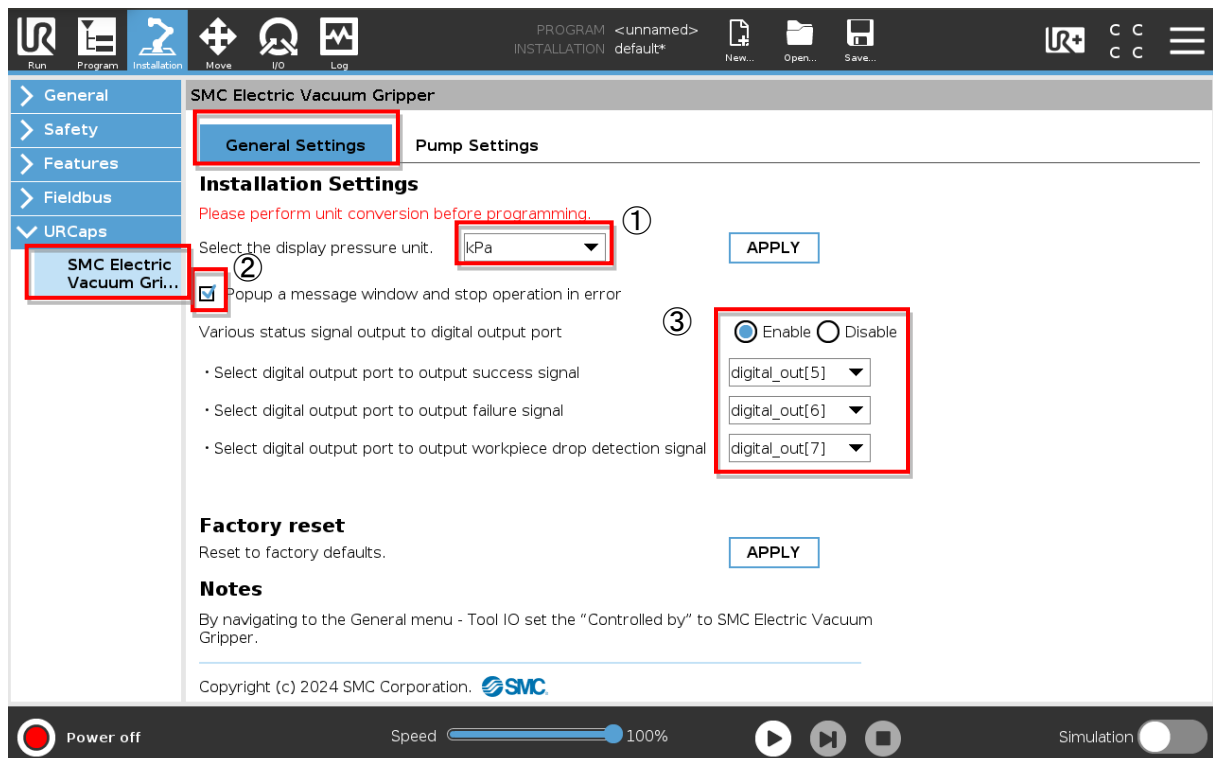 PROGRAM <unnamed>
INSTALLATION default*
UR+
C C
C C
Run Program Installation Move I/O Log New... Open... Save...
General
Safety
Features
Fieldbus
URCaps
SMC Electric
Vacuum Gri...
SMC Electric Vacuum Gripper
General Settings Pump Settings
Installation Settings
Please perform unit conversion before programming.
①
Select the display pressure unit. kPa APPLY
②
Popup a message window and stop operation in error
③
Various status signal output to digital output port Enable Disable
・Select digital output port to output success signal digital_out[5]
・Select digital output port to output failure signal digital_out[6]
・Select digital output port to output workpiece drop detection signal digital_out[7]
Factory reset
Reset to factory defaults. APPLY
Notes
By navigating to the General menu - Tool IO set the “Controlled by” to SMC Electric Vacuum
Gripper.
Copyright (c) 2024 SMC Corporation. SMC.
Power off Speed 100% Simulation